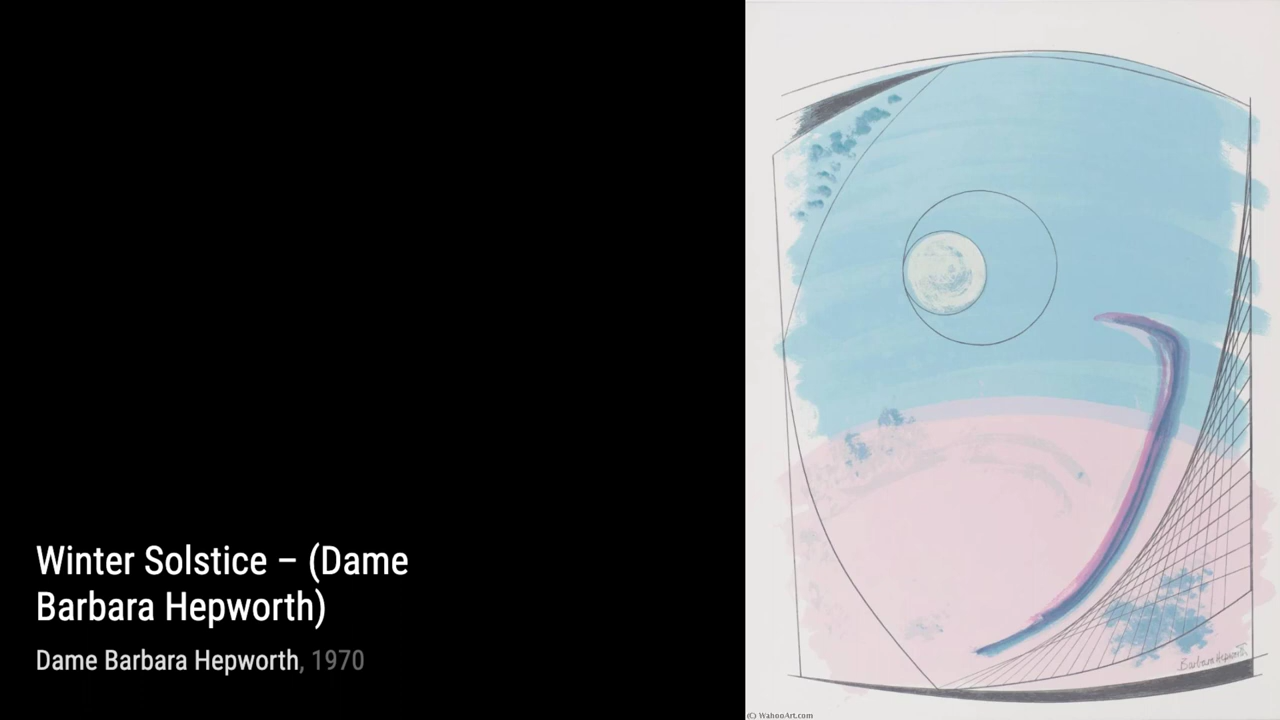 Winter Solstice – (Dame
Barbara Hepworth)
Dame Barbara Hepworth, 1970
Barbara Hepworth
(C) WahooArt.com